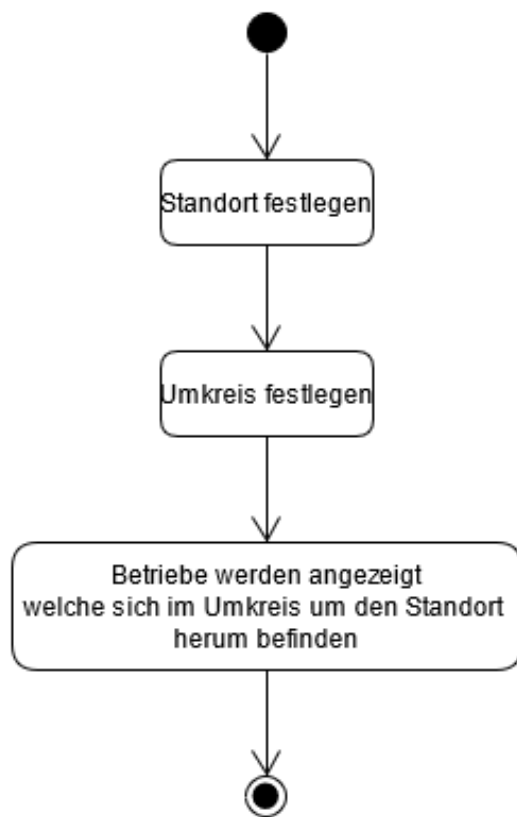 Standort festlegen
Umkreis festlegen
Betriebe werden angezeigt
welche sich im Umkreis um den Standort
herum befinden